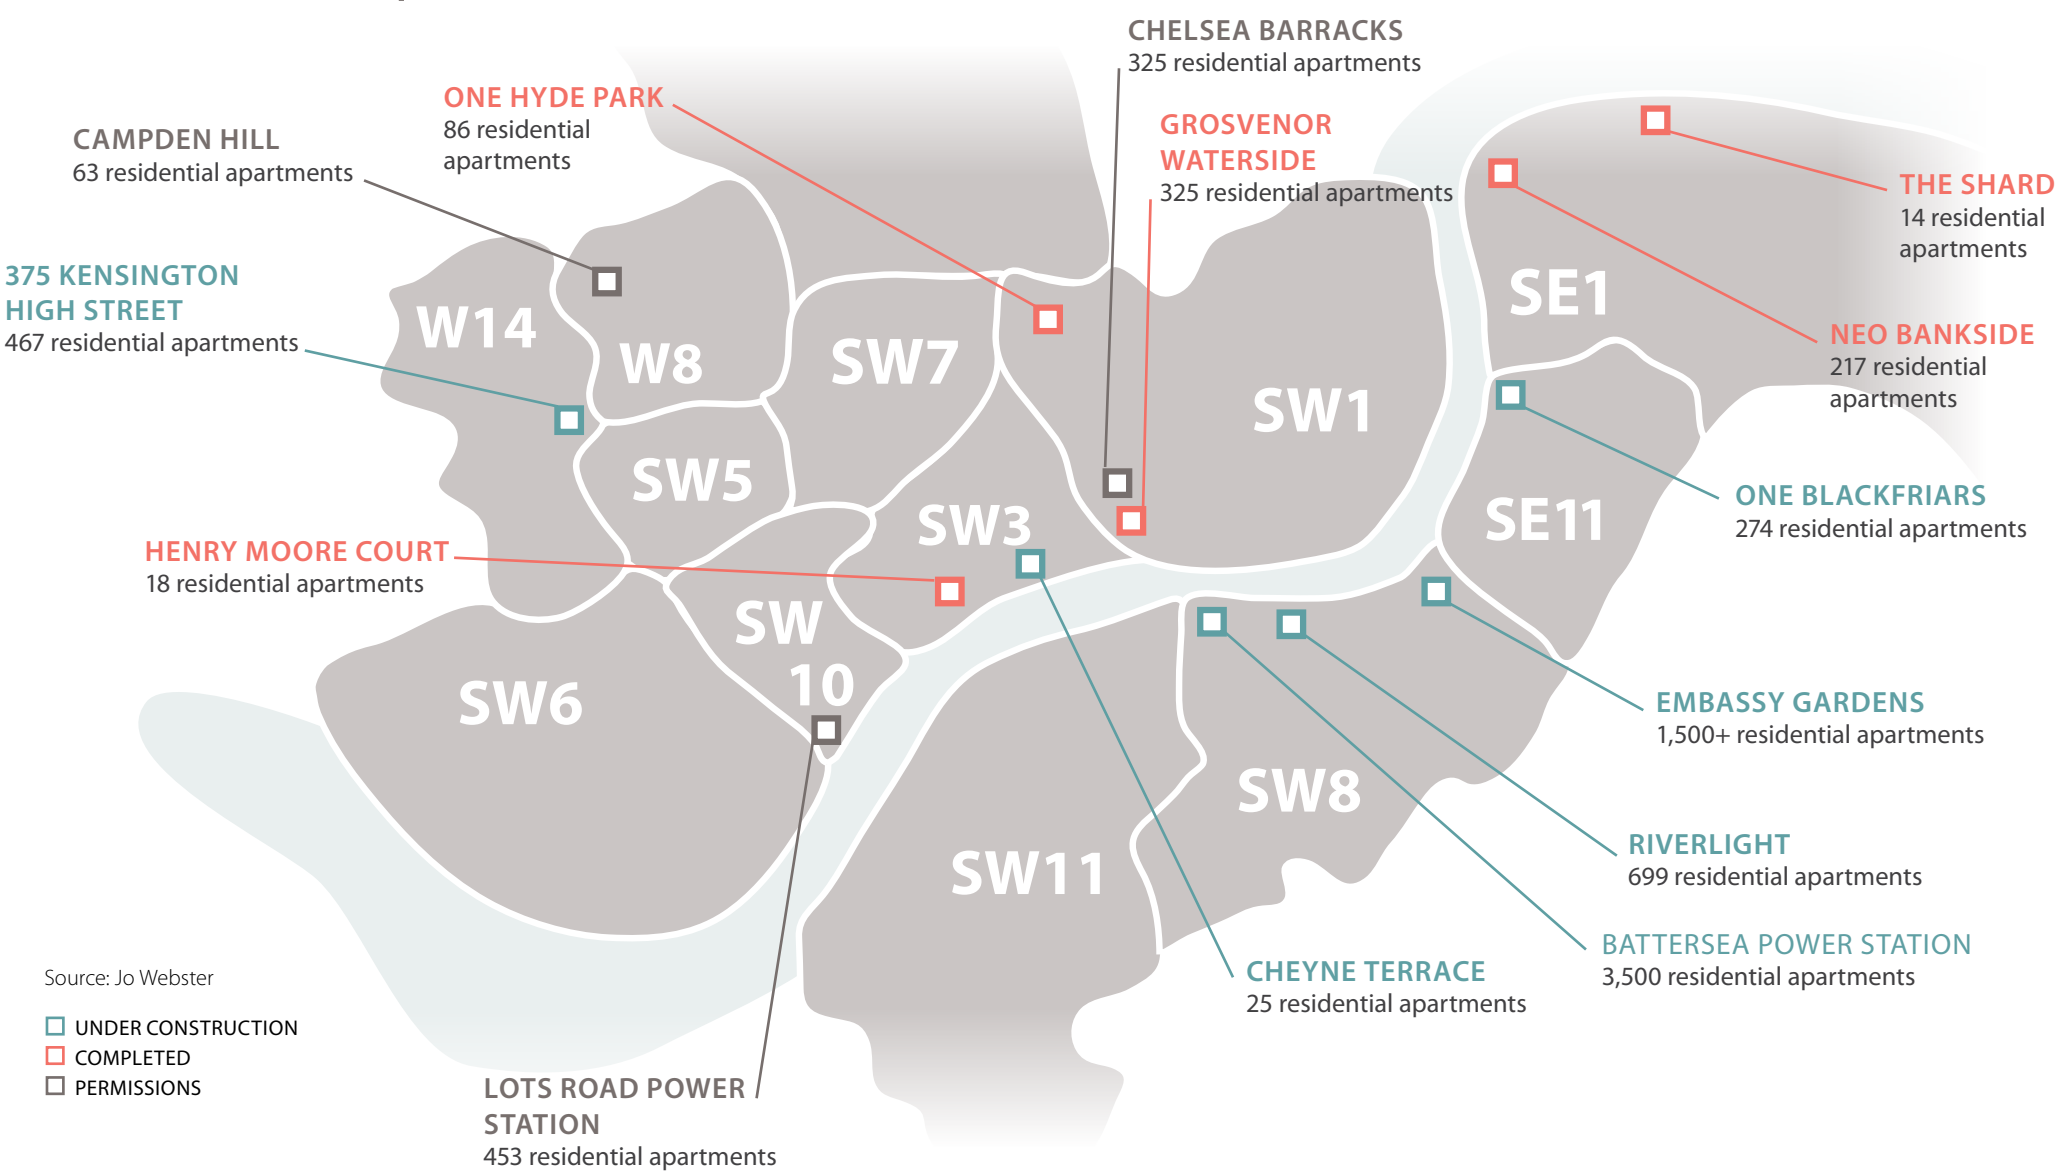 CHELSEA BARRACKS
325 residential apartments
ONE HYDE PARK
86 residential
apartments
GROSVENOR
WATERSIDE
325 residential apartments
CAMPDEN HILL
63 residential apartments
THE SHARD
14 residential
apartments
375 KENSINGTON
HIGH STREET
467 residential apartments
NEO BANKSIDE
217 residential
apartments
W14
W8
SW7
SW1
SE1
SW5
SW3
SE11
ONE BLACKFRIARS
274 residential apartments
HENRY MOORE COURT
18 residential apartments
SW
10
SW6
EMBASSY GARDENS
1,500+ residential apartments
SW8
SW11
RIVERLIGHT
699 residential apartments
BATTERSEA POWER STATION
3,500 residential apartments
CHEYNE TERRACE
25 residential apartments
Source: Jo Webster
UNDER CONSTRUCTION
COMPLETED
PERMISSIONS
LOTS ROAD POWER
STATION
453 residential apartments